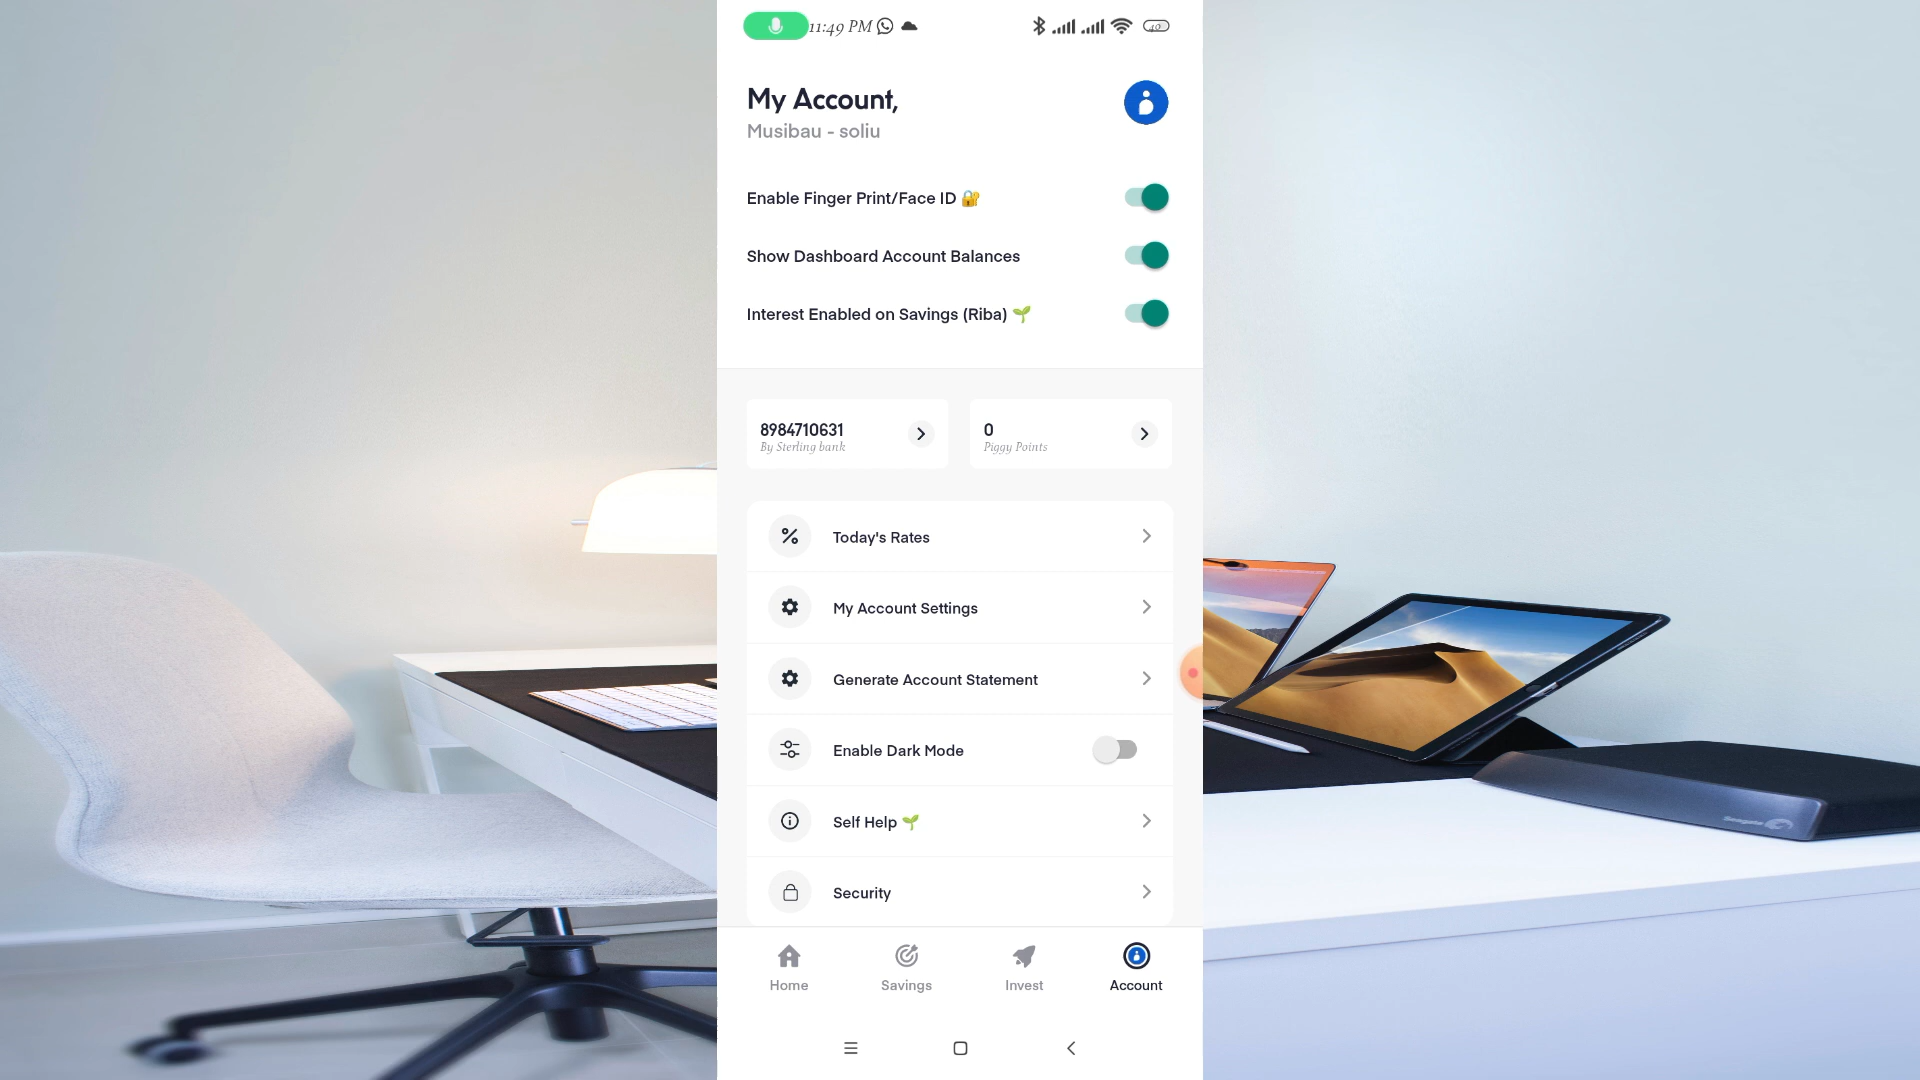 11:49 PM
40
My Account,
Musibau - soliu
Enable Finger Print/Face ID 🔐
Show Dashboard Account Balances
Interest Enabled on Savings (Riba) 🌱
8984710631
By Sterling bank
0
Piggy Points
Today's Rates
My Account Settings
Generate Account Statement
Enable Dark Mode
Self Help 🌱
Security
Home
Savings
Invest
Account
Seagate